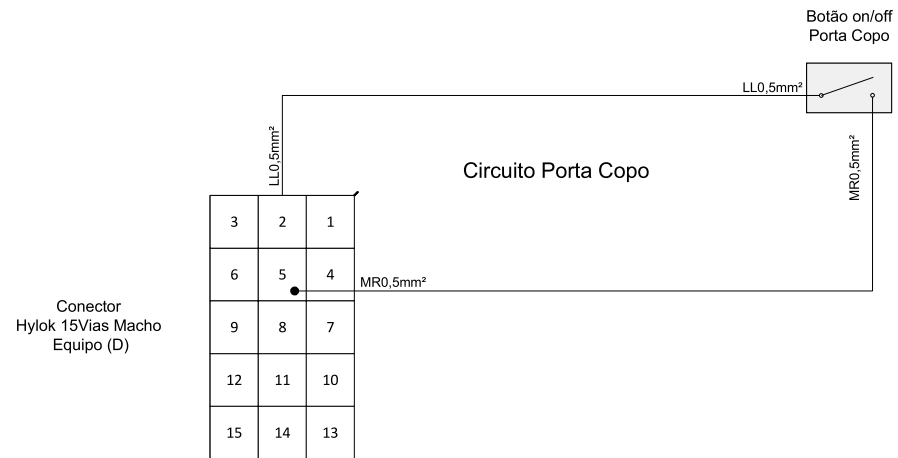 Botão on/off
Porta Copo
LL0,5mm²
LL0,5mm²
MR0,5mm²
Circuito Porta Copo
3 2 1
6 5 4
MR0,5mm²
Conector
Hylok 15Vias Macho
Equipo (D)
9 8 7
12 11 10
15 14 13